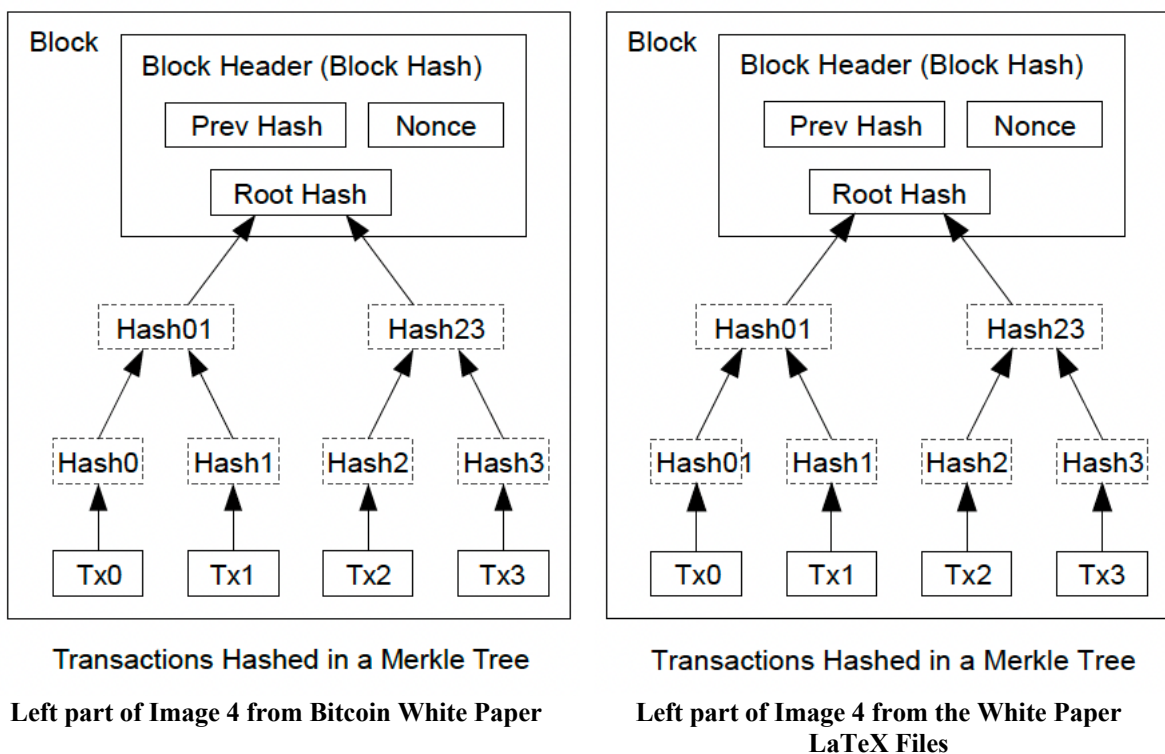 Block
Block Header (Block Hash)
Prev Hash Nonce
Root Hash
Hash01 Hash23
Hash0 Hash1 Hash2 Hash3
Tx0 Tx1 Tx2 Tx3
Transactions Hashed in a Merkle Tree
Left part of Image 4 from Bitcoin White Paper
Block
Block Header (Block Hash)
Prev Hash Nonce
Root Hash
Hash01 Hash23
Hash01 Hash1 Hash2 Hash3
Tx0 Tx1 Tx2 Tx3
Transactions Hashed in a Merkle Tree
Left part of Image 4 from the White Paper
LaTeX Files